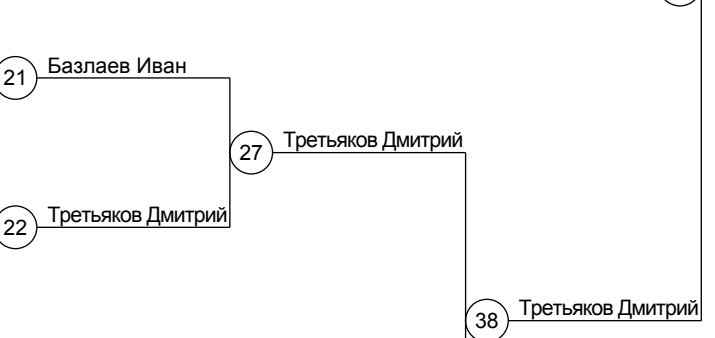 21 Базлаев Иван
27 Третьяков Дмитрий
22 Третьяков Дмитрий
38 Третьяков Дмитрий